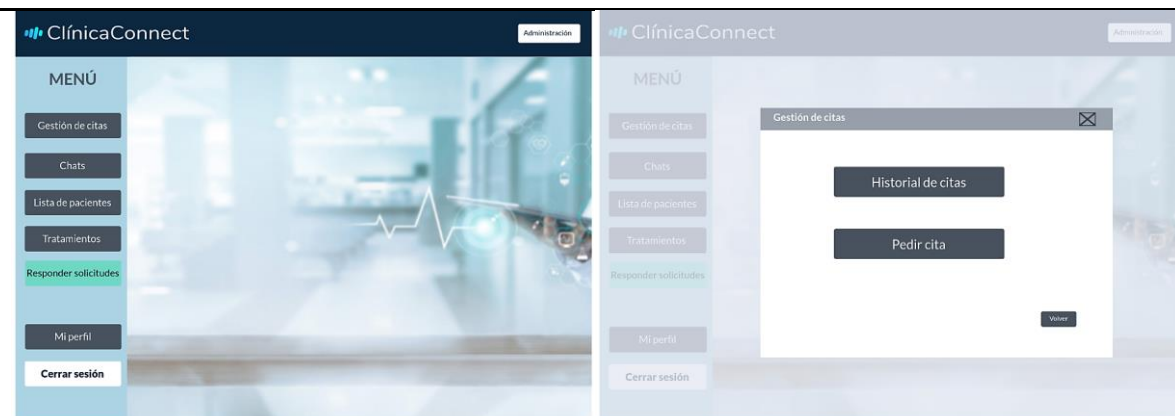 ClínicaConnect
Administración
MENÚ
Gestión de citas
Chats
Lista de pacientes
Tratamientos
Responder solicitudes
Mi perfil
Cerrar sesión
ClínicaConnect
Administración
MENÚ
Gestión de citas
Chats
Lista de pacientes
Tratamientos
Responder solicitudes
Mi perfil
Cerrar sesión
Gestión de citas
Historial de citas
Pedir cita
Volver